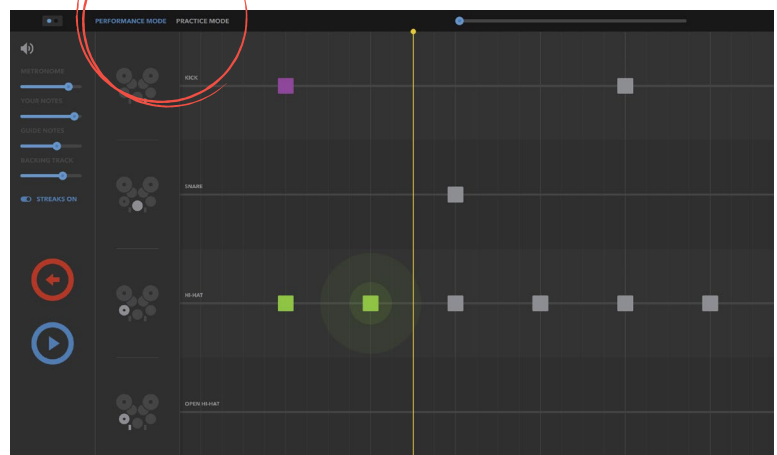 PERFORMANCE MODE PRACTICE MODE
METRONOME
YOUR NOTES
GUIDE NOTES
BACKING TRACK
STREAKS ON
KICK
SNARE
HI-HAT
OPEN HI-HAT